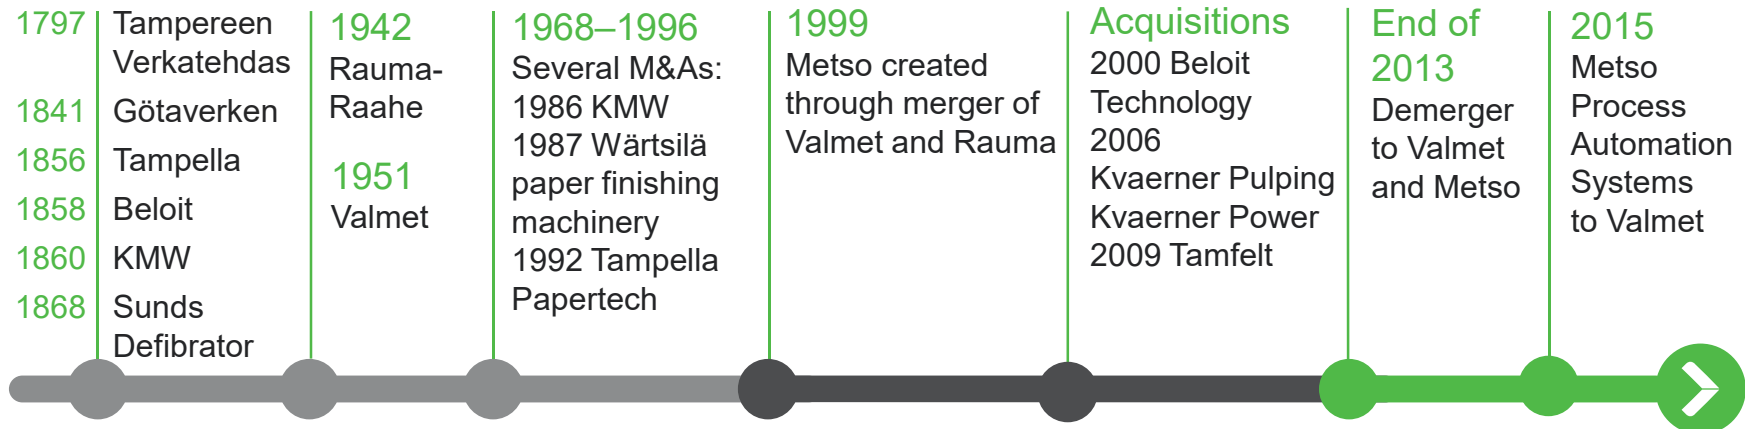 1797 Tampereen
Verkatehdas
1841 Götaverken
1856 Tampella
1858 Beloit
1860 KMW
1868 Sunds
Defibrator
1942
Rauma-
Raahe
1951
Valmet
1968–1996
Several M&As:
1986 KMW
1987 Wärtsilä
paper finishing
machinery
1992 Tampella
Papertech
1999
Metso created
through merger of
Valmet and Rauma
Acquisitions
2000 Beloit
Technology
2006
Kvaerner Pulping
Kvaerner Power
2009 Tamfelt
End of
2013
Demerger
to Valmet
and Metso
2015
Metso
Process
Automation
Systems
to Valmet